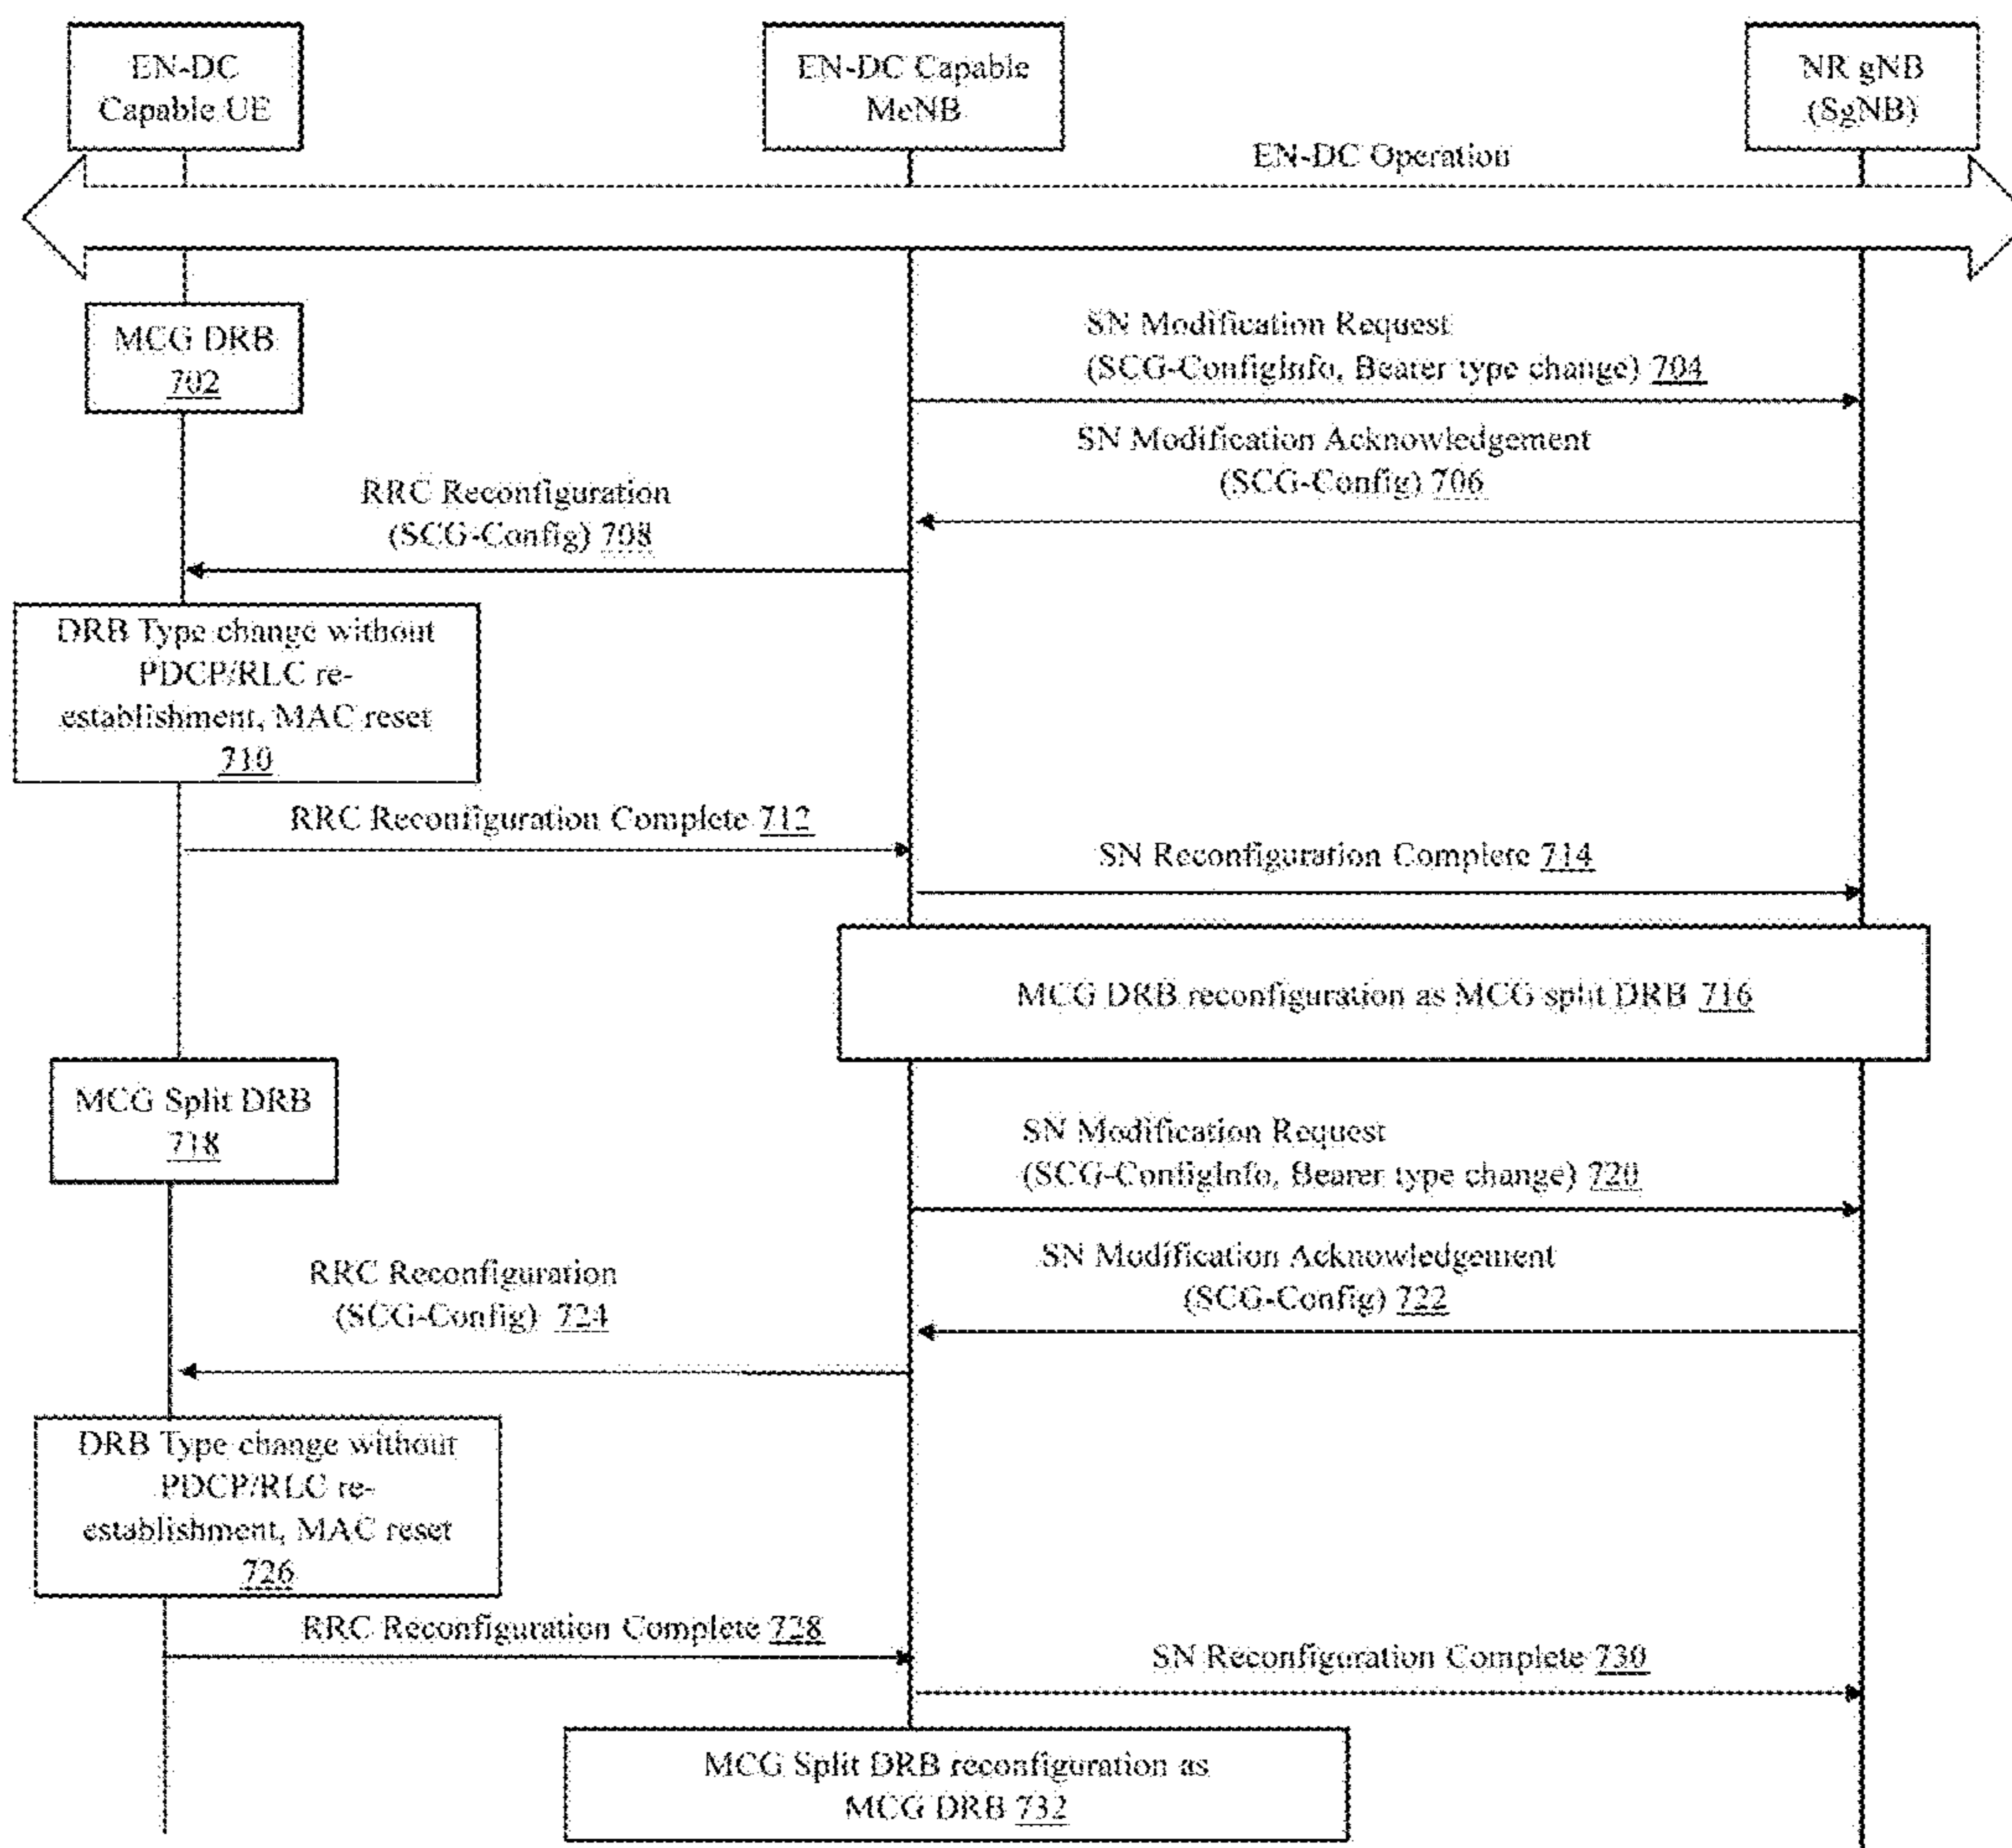 EN-DC
Capable UE
EN-DC Capable
MeNB
NR gNB
(SgNB)
EN-DC Operation
MCG DRB
702
SN Modification Request
(SCG-ConfigInfo, Bearer type change) 704
SN Modification Acknowledgement
(SCG-Config) 706
RRC Reconfiguration
(SCG-Config) 708
DRB Type change without
PDCP/RLC re-
establishment, MAC reset
710
RRC Reconfiguration Complete 712
SN Reconfiguration Complete 714
MCG DRB reconfiguration as MCG split DRB 716
MCG Split DRB
718
SN Modification Request
(SCG-ConfigInfo, Bearer type change) 720
SN Modification Acknowledgement
(SCG-Config) 722
RRC Reconfiguration
(SCG-Config) 724
DRB Type change without
PDCP/RLC re-
establishment, MAC reset
726
RRC Reconfiguration Complete 728
SN Reconfiguration Complete 730
MCG Split DRB reconfiguration as
MCG DRB 732